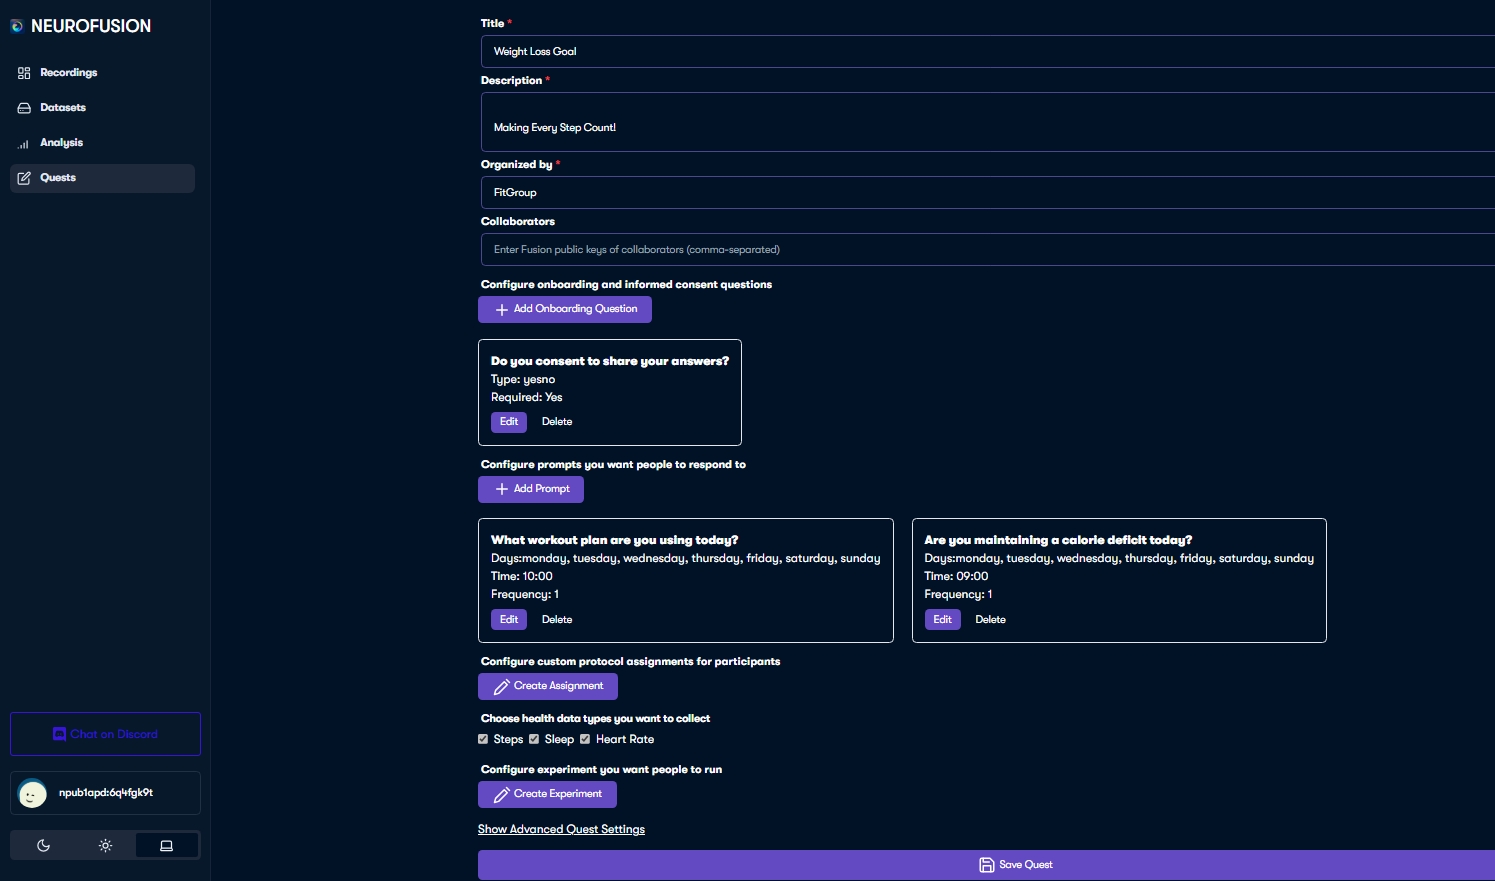 NEUROFUSION
Recordings
Datasets
Analysis
Quests
Chat on Discord
npub1apd:6q4fgk9t
Title *
Weight Loss Goal
Description *
Making Every Step Count!
Organized by *
FitGroup
Collaborators
Enter Fusion public keys of collaborators (comma-separated)
Configure onboarding and informed consent questions
Add Onboarding Question
Do you consent to share your answers?
Type: yesno
Required: Yes
Edit Delete
Configure prompts you want people to respond to
Add Prompt
What workout plan are you using today?
Days:monday, tuesday, wednesday, thursday, friday, saturday, sunday
Time: 10:00
Frequency: 1
Edit Delete
Are you maintaining a calorie deficit today?
Days:monday, tuesday, wednesday, thursday, friday, saturday, sunday
Time: 09:00
Frequency: 1
Edit Delete
Configure custom protocol assignments for participants
Create Assignment
Choose health data types you want to collect
Steps Sleep Heart Rate
Configure experiment you want people to run
Create Experiment
Show Advanced Quest Settings
Save Quest